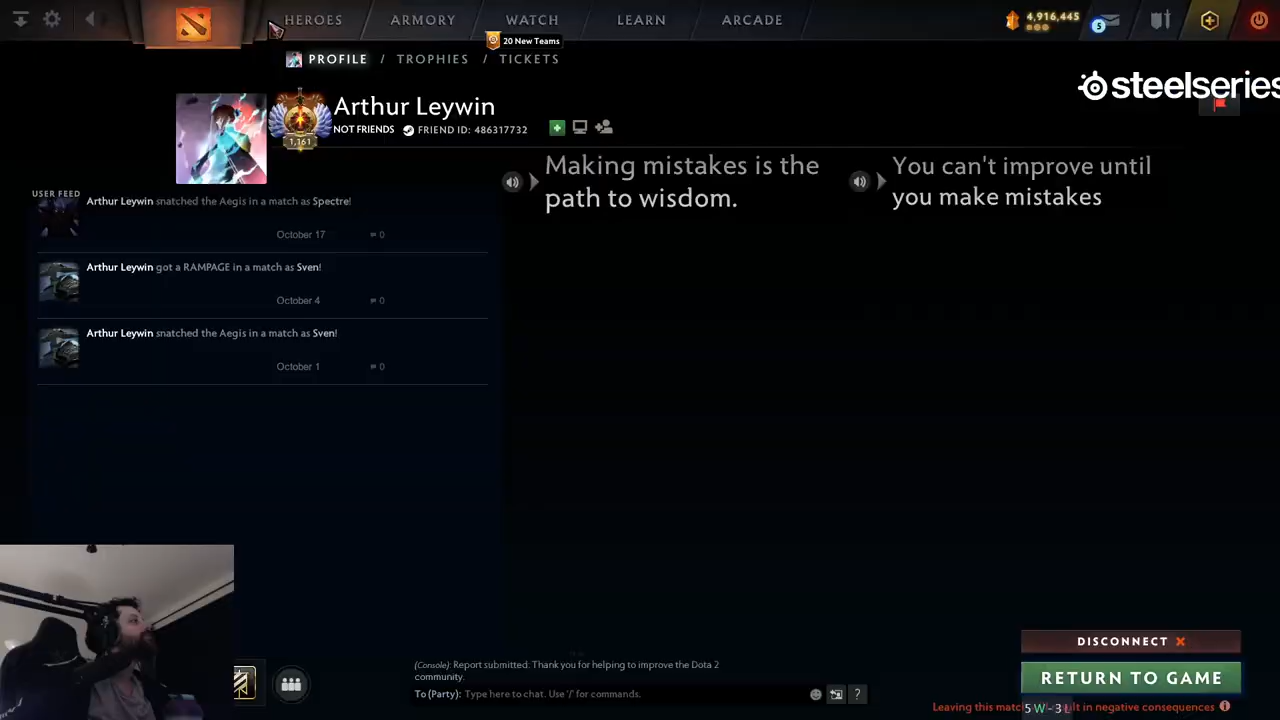 HEROES
ARMORY
WATCH
LEARN
ARCADE
4,916,445
5
20 New Teams
PROFILE / TROPHIES / TICKETS
steelseries
Arthur Leywin
1,161
NOT FRIENDS
FRIEND ID: 486317732
Making mistakes is the
path to wisdom.
You can't improve until
you make mistakes
USER FEED
Arthur Leywin snatched the Aegis in a match as Spectre!
October 17
0
Arthur Leywin got a RAMPAGE in a match as Sven!
October 4
0
Arthur Leywin snatched the Aegis in a match as Sven!
October 1
0
DISCONNECT
RETURN TO GAME
(Console): Report submitted: Thank you for helping to improve the Dota 2
community.
To (Party): Type here to chat. Use '/' for commands.
?
5 W - 3 L